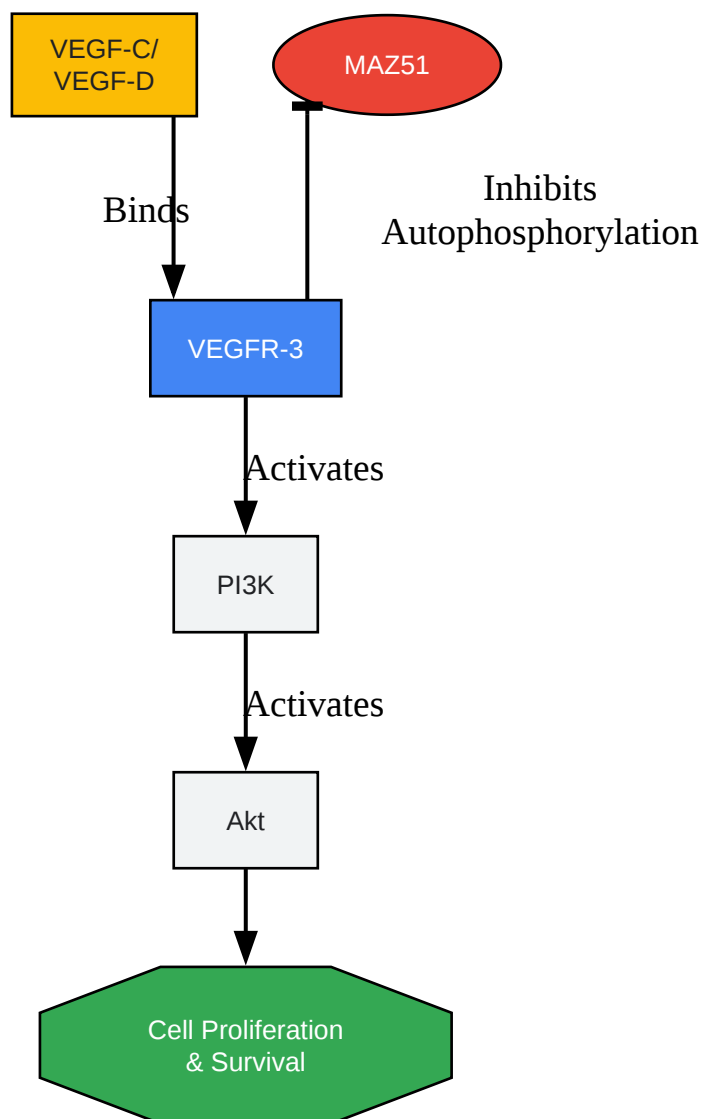 VEGF-C/
VEGF-D
MAZ51
Binds
Inhibits
Autophosphorylation
VEGFR-3
Activates
PI3K
Activates
Akt
Cell Proliferation
& Survival